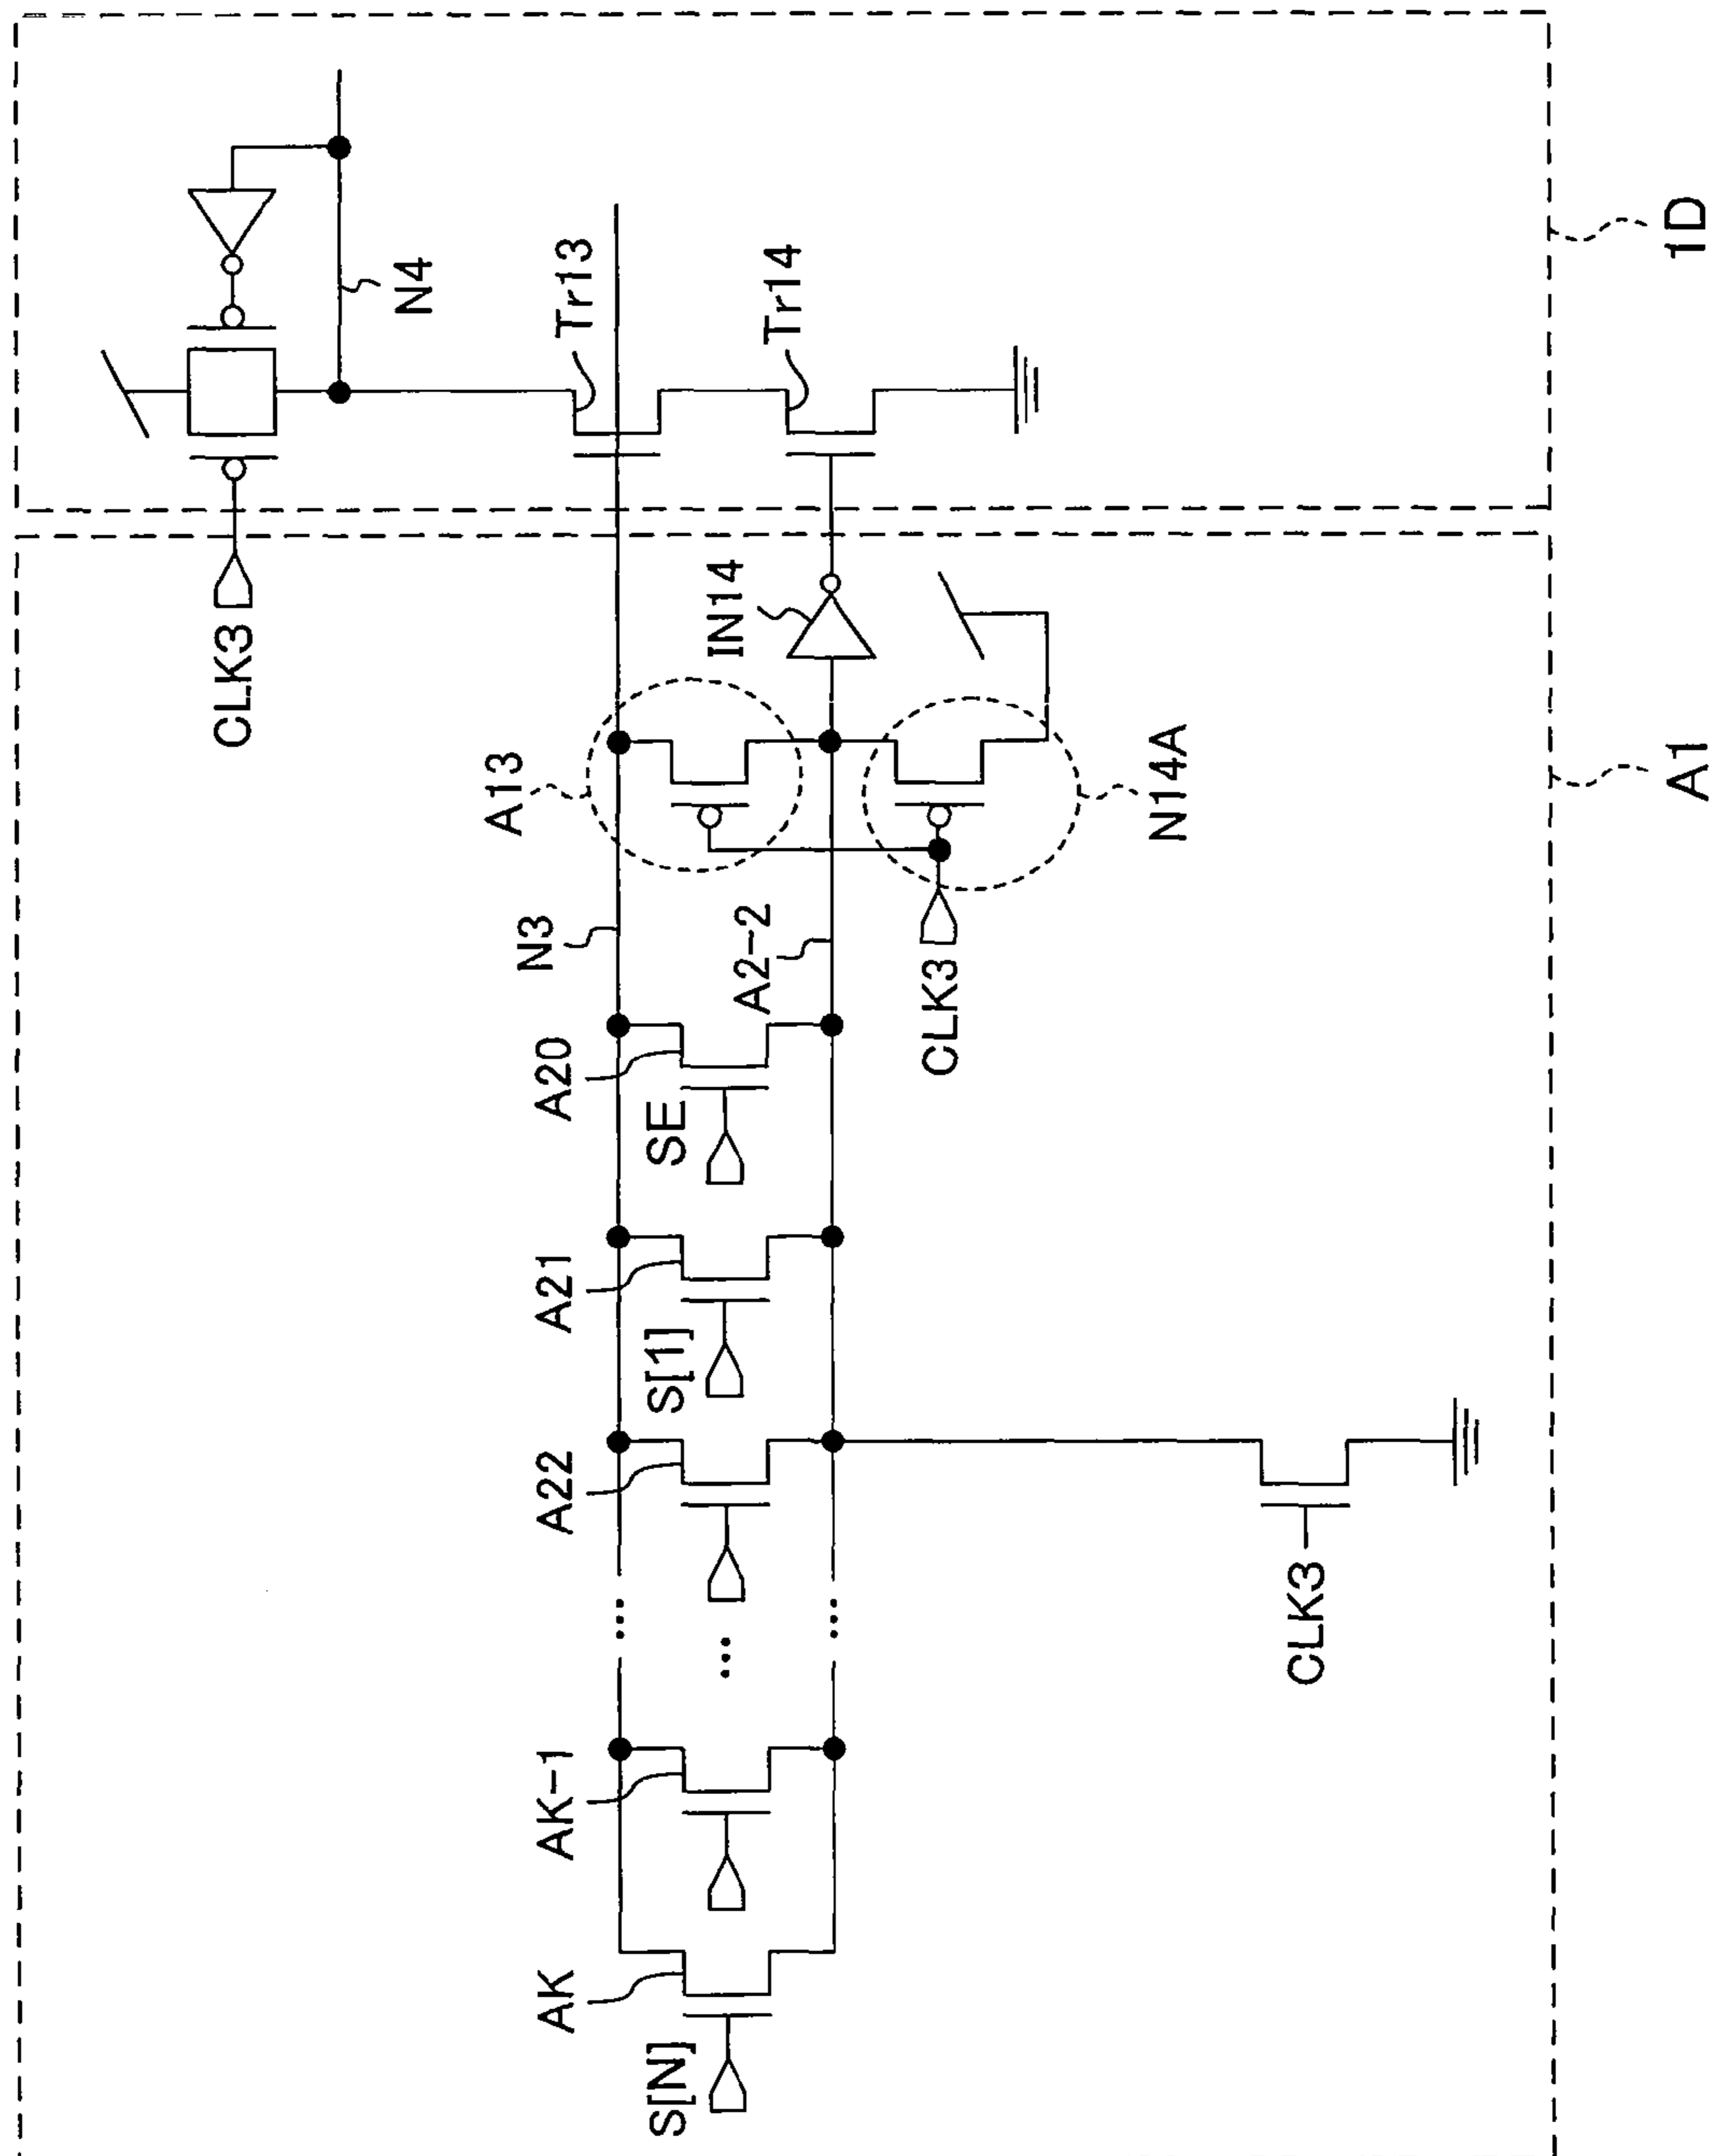 CLK3
N4
Tr13
Tr14
1D
IN14
A13
N14A
A1
N3
A2-2
CLK3
A20
SE
A21
S[1]
A22
CLK3
AK-1
AK
S[N]
...
...
...